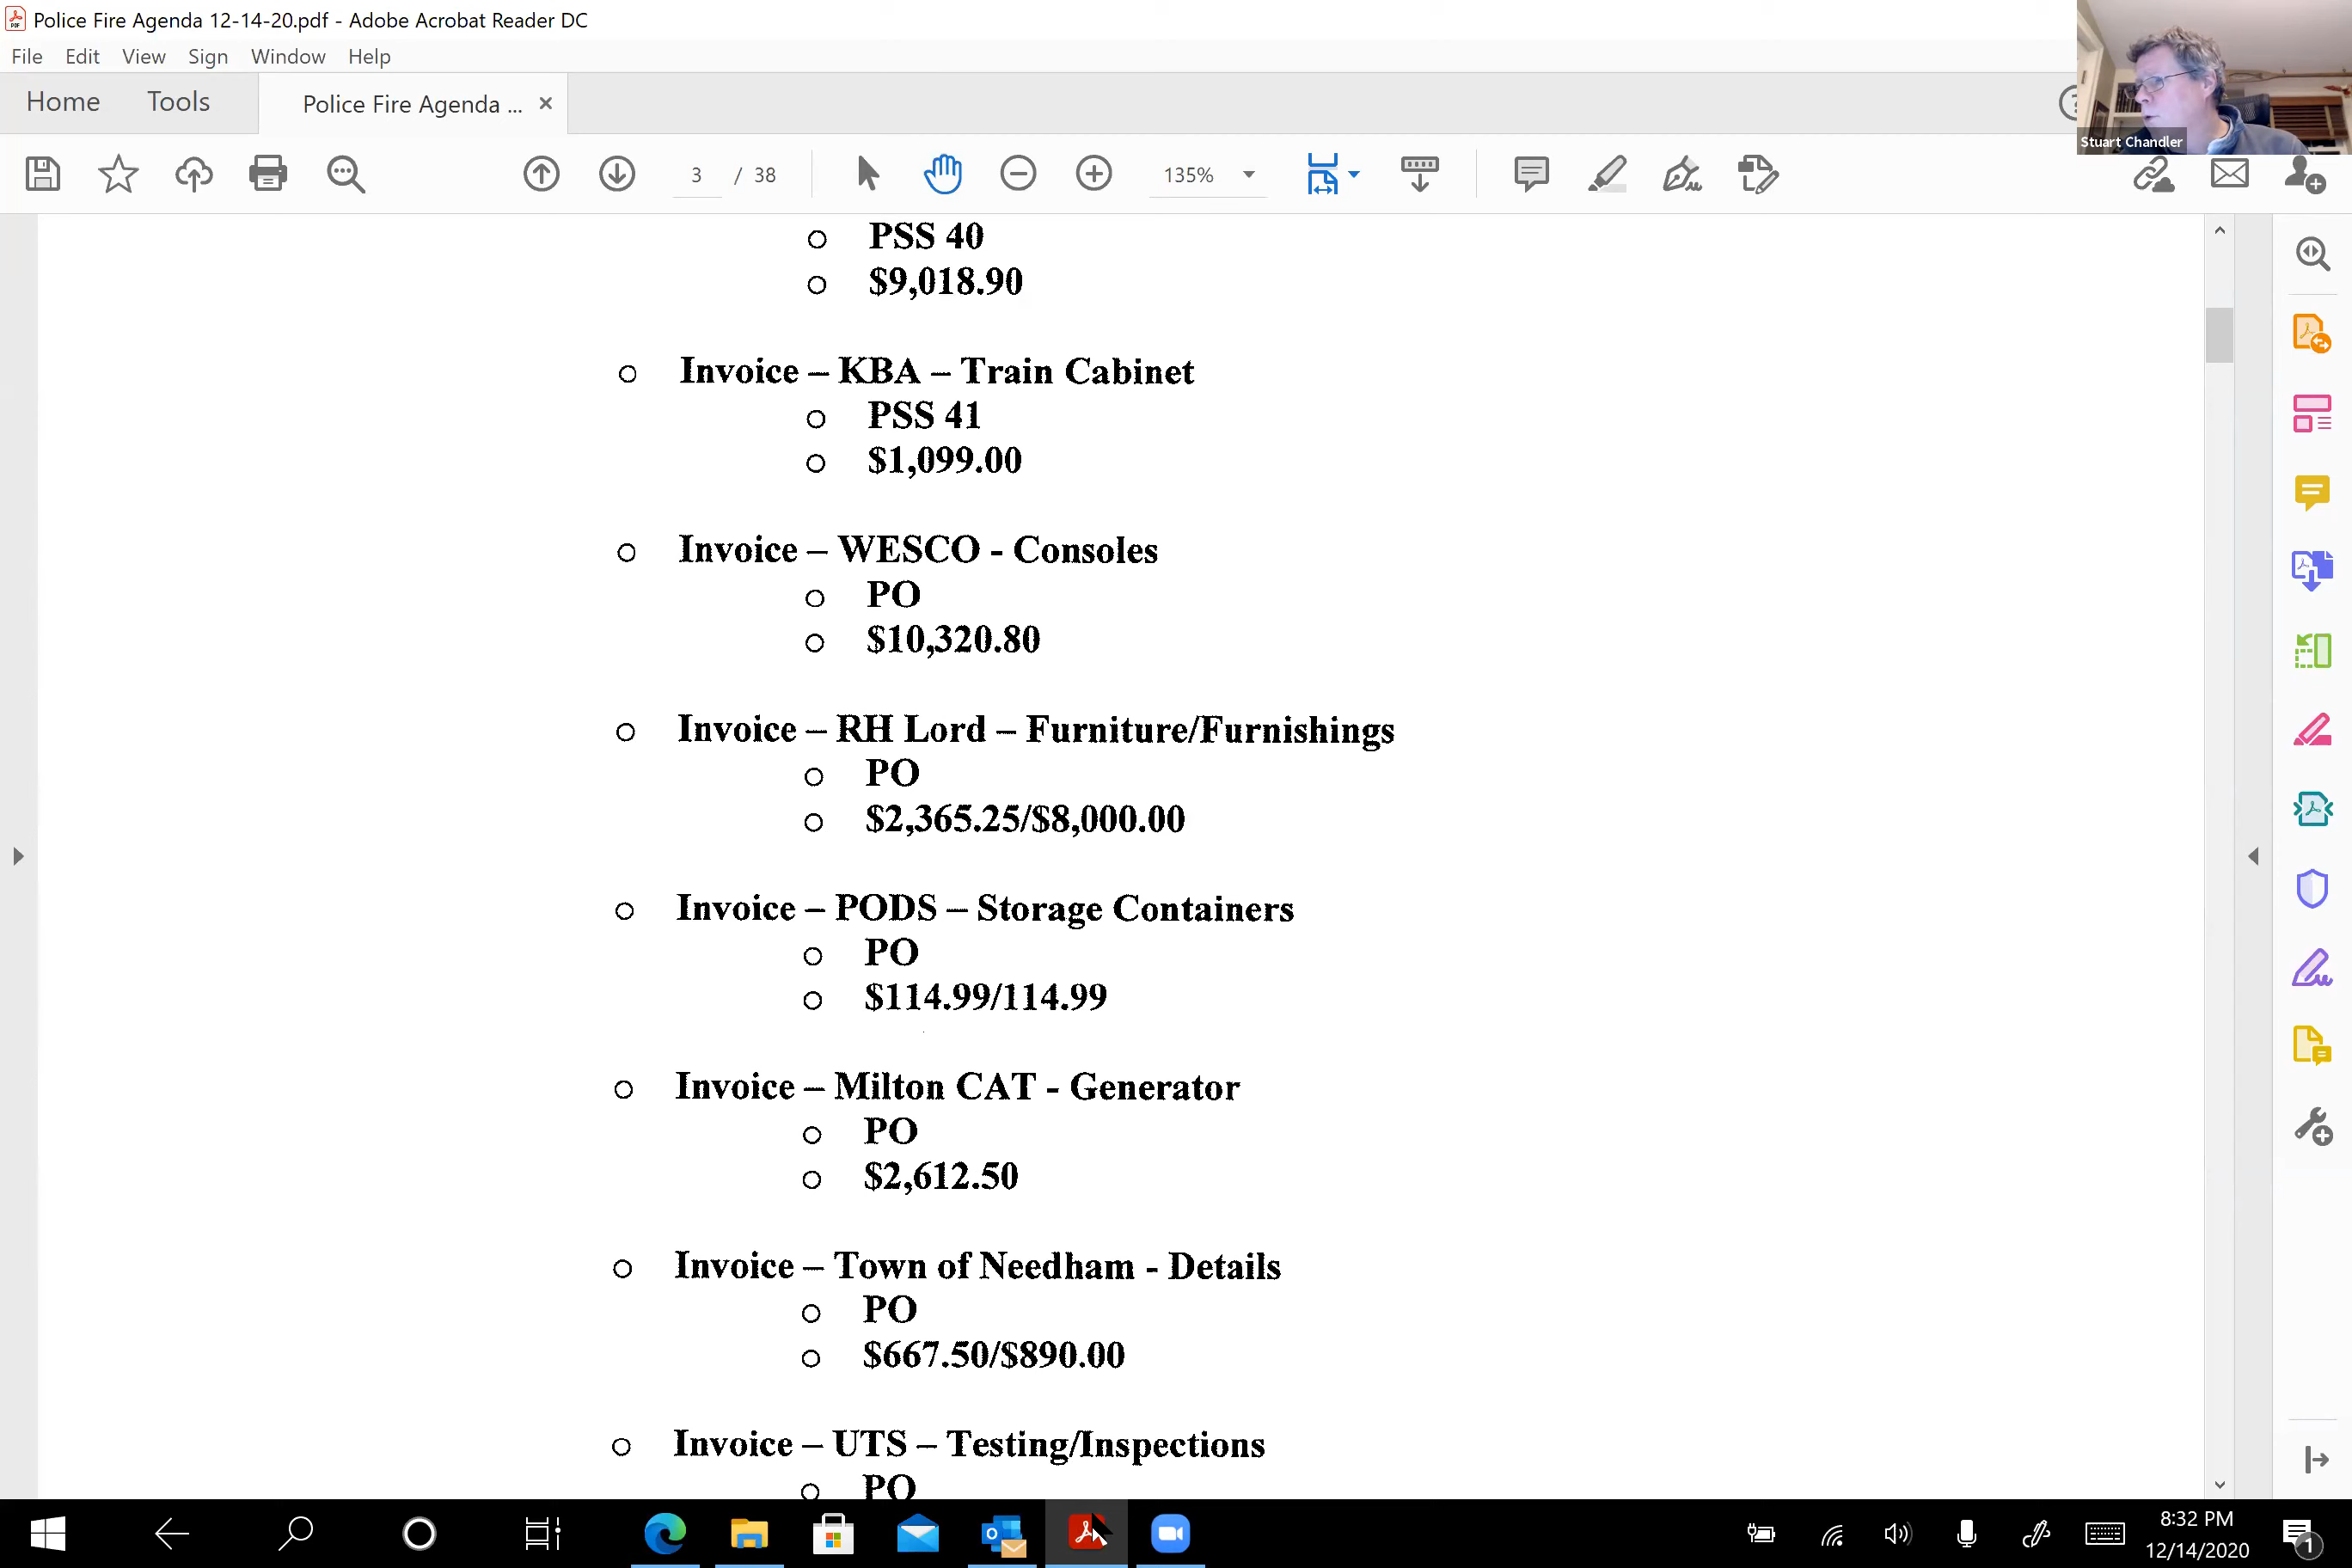 Police Fire Agenda 12-14-20.pdf - Adobe Acrobat Reader DC
File Edit View Sign Window Help
Home Tools Police Fire Agenda ... ×
3 / 38 135%
Stuart Chandler
PSS 40
$9,018.90
Invoice – KBA – Train Cabinet
PSS 41
$1,099.00
Invoice – WESCO - Consoles
PO
$10,320.80
Invoice – RH Lord – Furniture/Furnishings
PO
$2,365.25/$8,000.00
Invoice – PODS – Storage Containers
PO
$114.99/114.99
Invoice – Milton CAT - Generator
PO
$2,612.50
Invoice – Town of Needham - Details
PO
$667.50/$890.00
Invoice – UTS – Testing/Inspections
PO
8:32 PM
12/14/2020
1